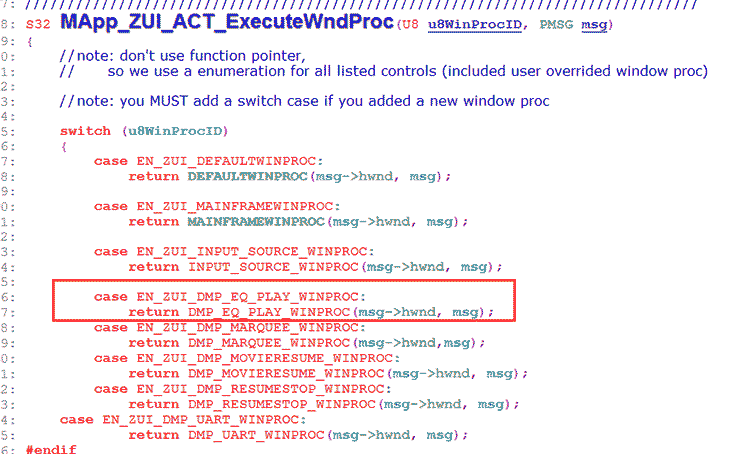 7: ////////////////////////////////////////////////////////////////////////////////
8: S32 MApp_ZUI_ACT_ExecuteWndProc(U8 u8WinProcID, PMSG msg)
9: {
0: //note: don't use function pointer,
1: // so we use a enumeration for all listed controls (included user overrided window proc)
2:
3: //note: you MUST add a switch case if you added a new window proc
4:
5: switch (u8WinProcID)
6: {
7: case EN_ZUI_DEFAULTWINPROC:
8: return DEFAULTWINPROC(msg->hwnd, msg);
9:
0: case EN_ZUI_MAINFRAMEWINPROC:
1: return MAINFRAMEWINPROC(msg->hwnd, msg);
2:
3: case EN_ZUI_INPUT_SOURCE_WINPROC:
4: return INPUT_SOURCE_WINPROC(msg->hwnd, msg);
5:
6: case EN_ZUI_DMP_EQ_PLAY_WINPROC:
7: return DMP_EQ_PLAY_WINPROC(msg->hwnd, msg);
8: case EN_ZUI_DMP_MARQUEE_WINPROC:
9: return DMP_MARQUEE_WINPROC(msg->hwnd,msg);
0: case EN_ZUI_DMP_MOVIERESUME_WINPROC:
1: return DMP_MOVIERESUME_WINPROC(msg->hwnd, msg);
2: case EN_ZUI_DMP_RESUMESTOP_WINPROC:
3: return DMP_RESUMESTOP_WINPROC(msg->hwnd, msg);
4: case EN_ZUI_DMP_UART_WINPROC:
5: return DMP_UART_WINPROC(msg->hwnd, msg);
6: #endif